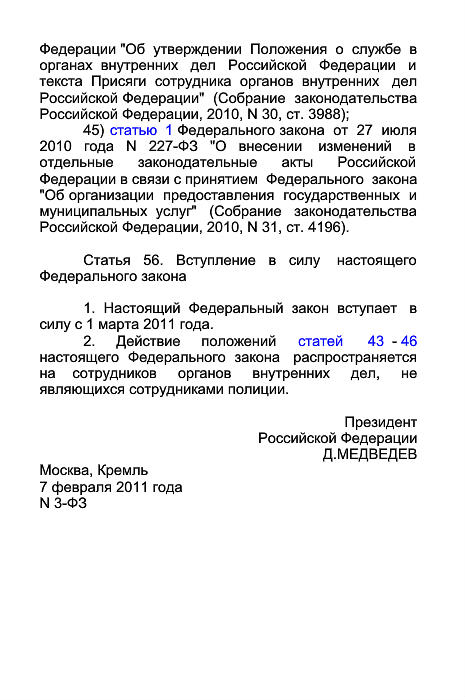 Федерации "Об утверждении Положения о службе в
органах внутренних дел Российской Федерации и
текста Присяги сотрудника органов внутренних дел
Российской Федерации" (Собрание законодательства
Российской Федерации, 2010, N 30, ст. 3988);
45) статью 1 Федерального закона от 27 июля
2010 года N 227-ФЗ "О внесении изменений в
отдельные законодательные акты Российской
Федерации в связи с принятием Федерального закона
"Об организации предоставления государственных и
муниципальных услуг" (Собрание законодательства
Российской Федерации, 2010, N 31, ст. 4196).
Статья 56. Вступление в силу настоящего
Федерального закона
1. Настоящий Федеральный закон вступает в
силу с 1 марта 2011 года.
2. Действие положений статей 43 - 46
настоящего Федерального закона распространяется
на сотрудников органов внутренних дел, не
являющихся сотрудниками полиции.
Президент
Российской Федерации
Д.МЕДВЕДЕВ
Москва, Кремль
7 февраля 2011 года
N 3-ФЗ